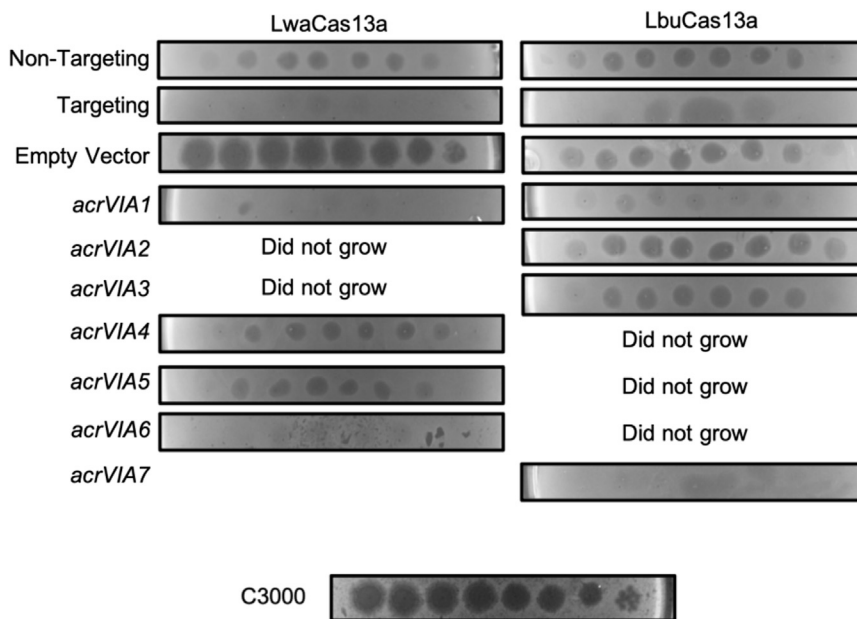 LwaCas13a
LbuCas13a
Non-Targeting
Targeting
Empty Vector
acrVIA1
acrVIA2
Did not grow
acrVIA3
Did not grow
acrVIA4
Did not grow
acrVIA5
Did not grow
acrVIA6
Did not grow
acrVIA7
C3000